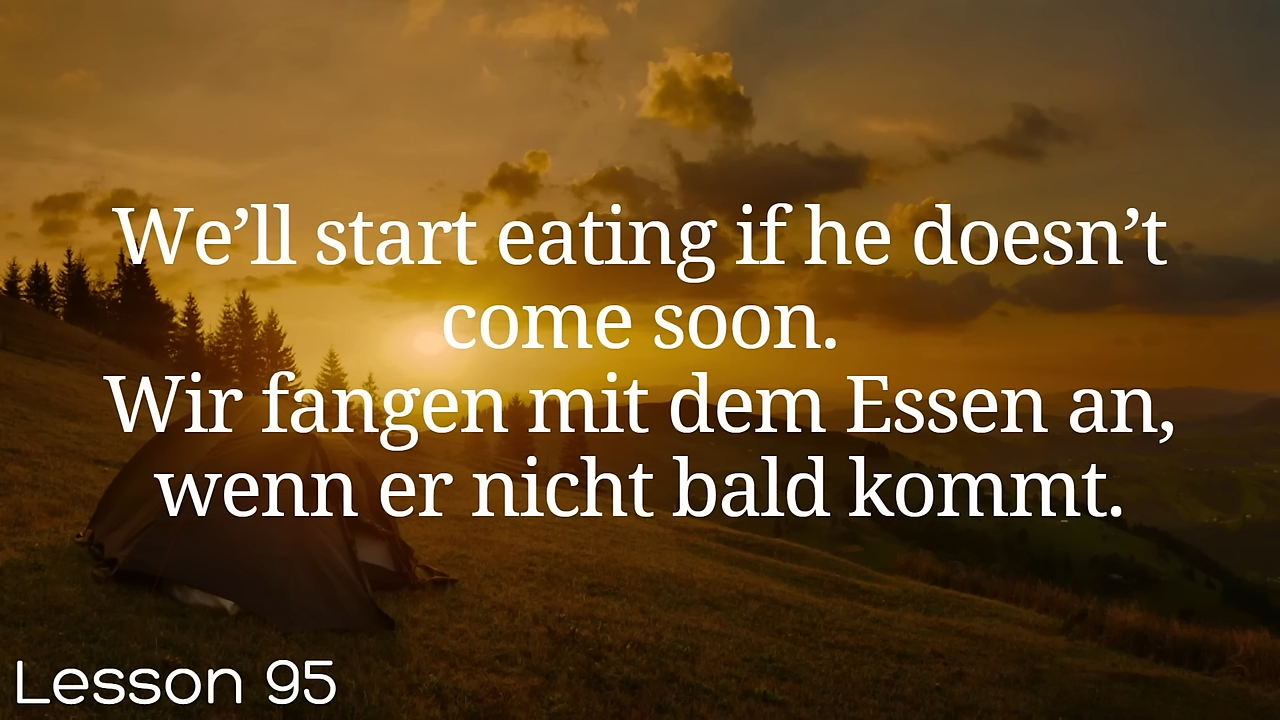 We’ll start eating if he doesn’t
come soon.
Wir fangen mit dem Essen an,
wenn er nicht bald kommt.
Lesson 95